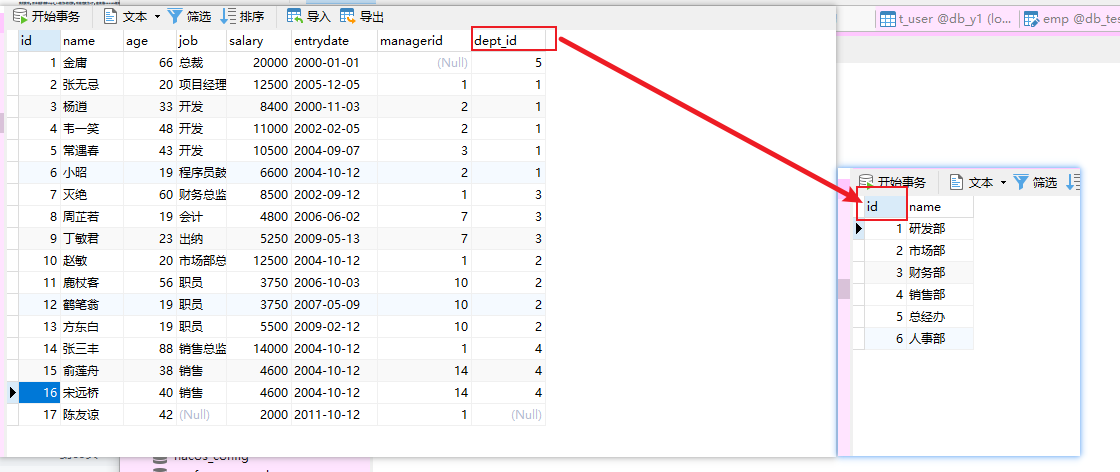 开始事务 文本 筛选 排序 导入 导出
t_user @db_y1 (lo... emp @db_tes
id name age job salary entrydate managerid dept_id
1 金庸 66 总裁 20000 2000-01-01 (Null) 5
2 张无忌 20 项目经理 12500 2005-12-05 1 1
3 杨逍 33 开发 8400 2000-11-03 2 1
4 韦一笑 48 开发 11000 2002-02-05 2 1
5 常遇春 43 开发 10500 2004-09-07 3 1
6 小昭 19 程序员鼓 6600 2004-10-12 2 1
7 灭绝 60 财务总监 8500 2002-09-12 1 3
8 周芷若 19 会计 4800 2006-06-02 7 3
9 丁敏君 23 出纳 5250 2009-05-13 7 3
10 赵敏 20 市场部总 12500 2004-10-12 1 2
11 鹿杖客 56 职员 3750 2006-10-03 10 2
12 鹤笔翁 19 职员 3750 2007-05-09 10 2
13 方东白 19 职员 5500 2009-02-12 10 2
14 张三丰 88 销售总监 14000 2004-10-12 1 4
15 俞莲舟 38 销售 4600 2004-10-12 14 4
16 宋远桥 40 销售 4600 2004-10-12 14 4
17 陈友谅 42 (Null) 2000 2011-10-12 1 (Null)
开始事务 文本 筛选
id name
1 研发部
2 市场部
3 财务部
4 销售部
5 总经办
6 人事部
nacos_config